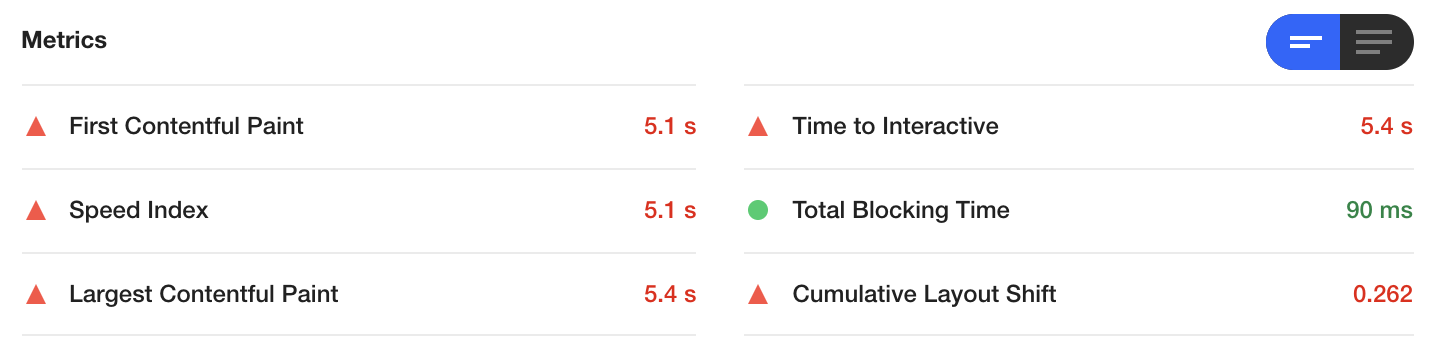 Metrics
First Contentful Paint 5.1 s
Time to Interactive 5.4 s
Speed Index 5.1 s
Total Blocking Time 90 ms
Largest Contentful Paint 5.4 s
Cumulative Layout Shift 0.262